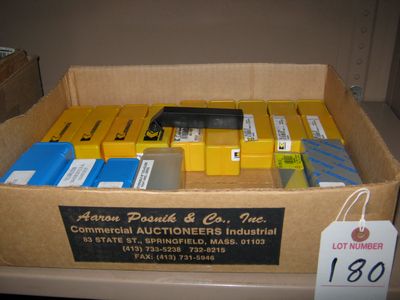 Aaron Posnik & Co., Inc.
Commercial AUCTIONEERS Industrial
83 STATE ST., SPRINGFIELD, MASS. 01103
(413) 733-5238 732-8215
FAX: (413) 731-5946
LOT NUMBER
180